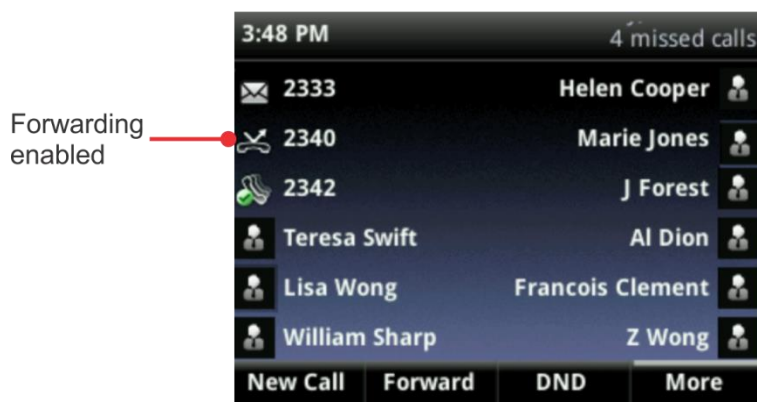 3:48 PM
4 missed calls
2333 Helen Cooper
Forwarding enabled
2340 Marie Jones
2342 J Forest
Teresa Swift Al Dion
Lisa Wong Francois Clement
William Sharp Z Wong
New Call Forward DND More